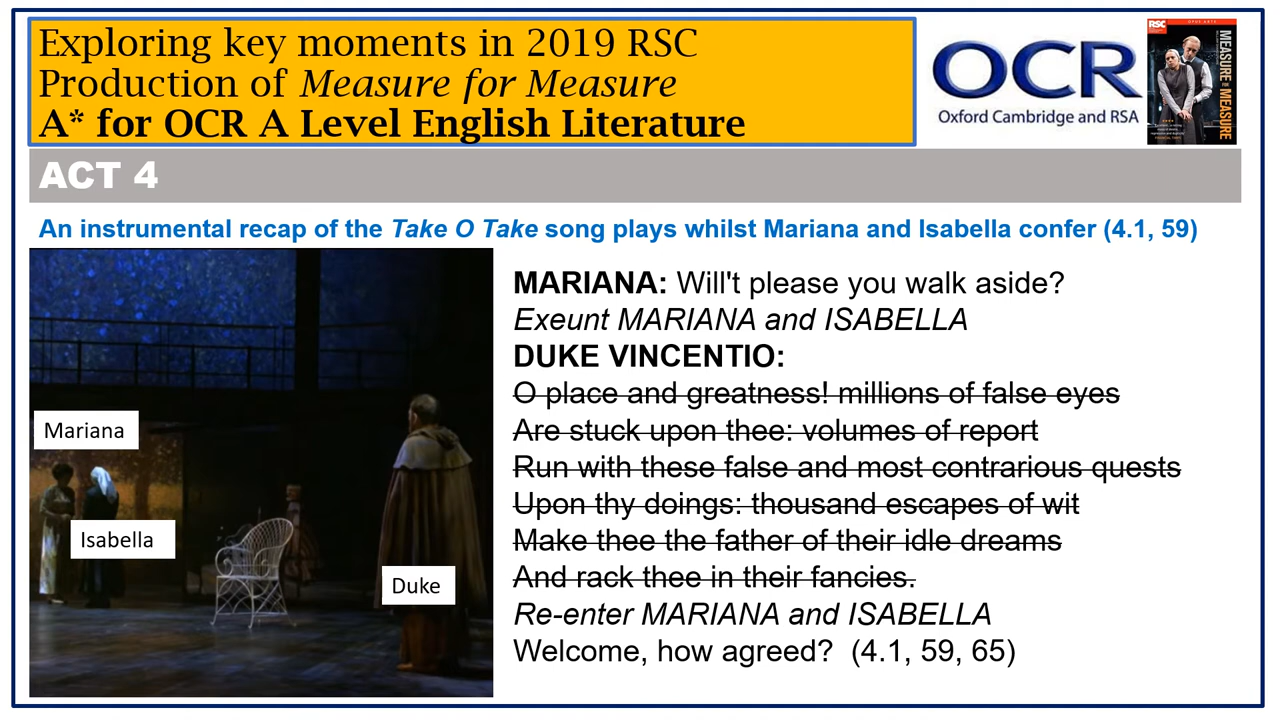 Exploring key moments in 2019 RSC
Production of Measure for Measure
A* for OCR A Level English Literature
OCR
Oxford Cambridge and RSA
RSC
OPUS ARTE
MEASURE FOR MEASURE
ACT 4
An instrumental recap of the Take O Take song plays whilst Mariana and Isabella confer (4.1, 59)
Mariana
Isabella
Duke
MARIANA: Will't please you walk aside?
Exeunt MARIANA and ISABELLA
DUKE VINCENTIO:
O place and greatness! millions of false eyes
Are stuck upon thee: volumes of report
Run with these false and most contrarious quests
Upon thy doings: thousand escapes of wit
Make thee the father of their idle dreams
And rack thee in their fancies.
Re-enter MARIANA and ISABELLA
Welcome, how agreed? (4.1, 59, 65)